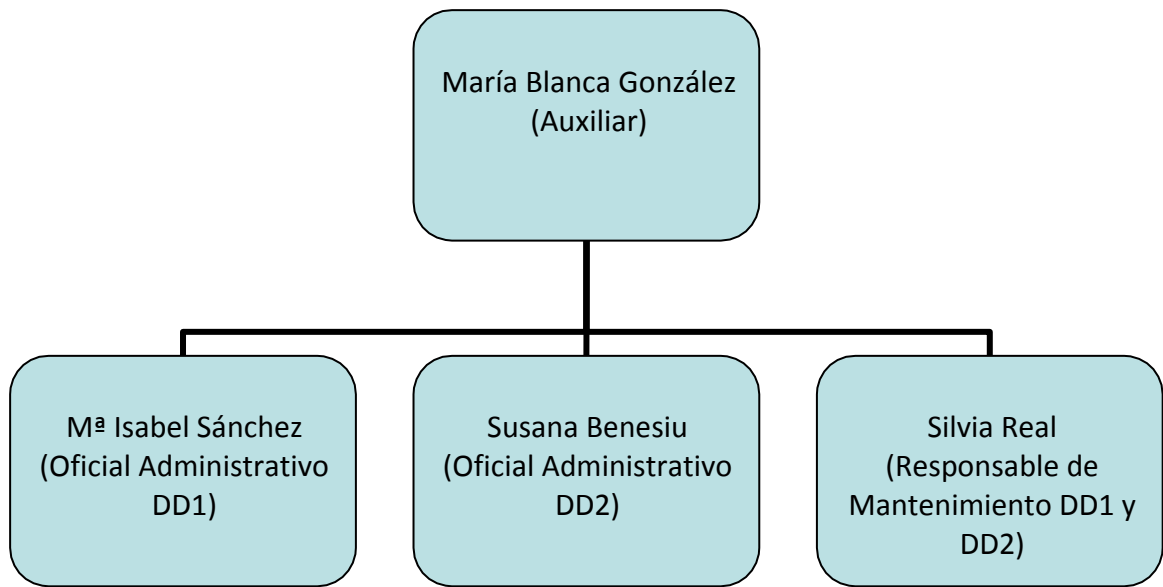 María Blanca González
(Auxiliar)
Mª Isabel Sánchez
(Oficial Administrativo
DD1)
Susana Benesiu
(Oficial Administrativo
DD2)
Silvia Real
(Responsable de
Mantenimiento DD1 y
DD2)